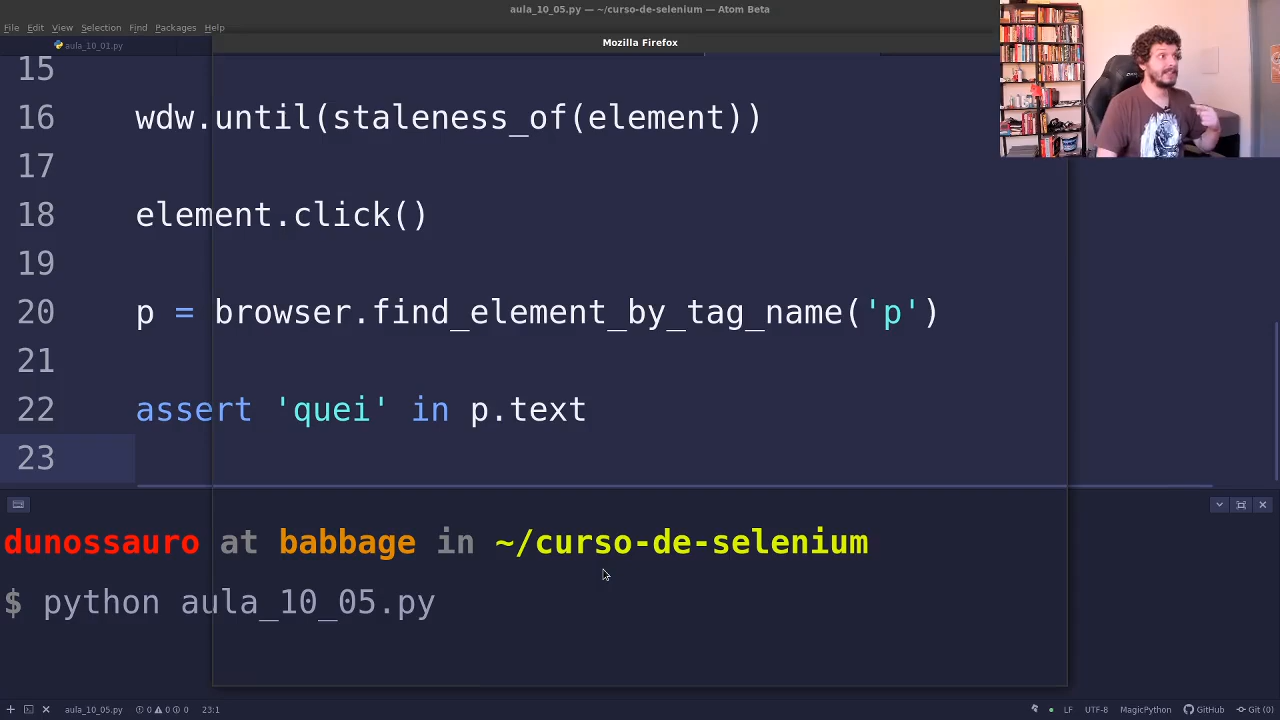 aula_10_05.py — ~/curso-de-selenium — Atom Beta
File Edit View Selection Find Packages Help
Mozilla Firefox
aula_10_01.py
15
16 wdw.until(staleness_of(element))
17
18 element.click()
19
20 p = browser.find_element_by_tag_name('p')
21
22 assert 'quei' in p.text
23
dunossauro at babbage in ~/curso-de-selenium
$ python aula_10_05.py
aula_10_05.py 0 0 0 23:1 LF UTF-8 MagicPython GitHub Git (0)